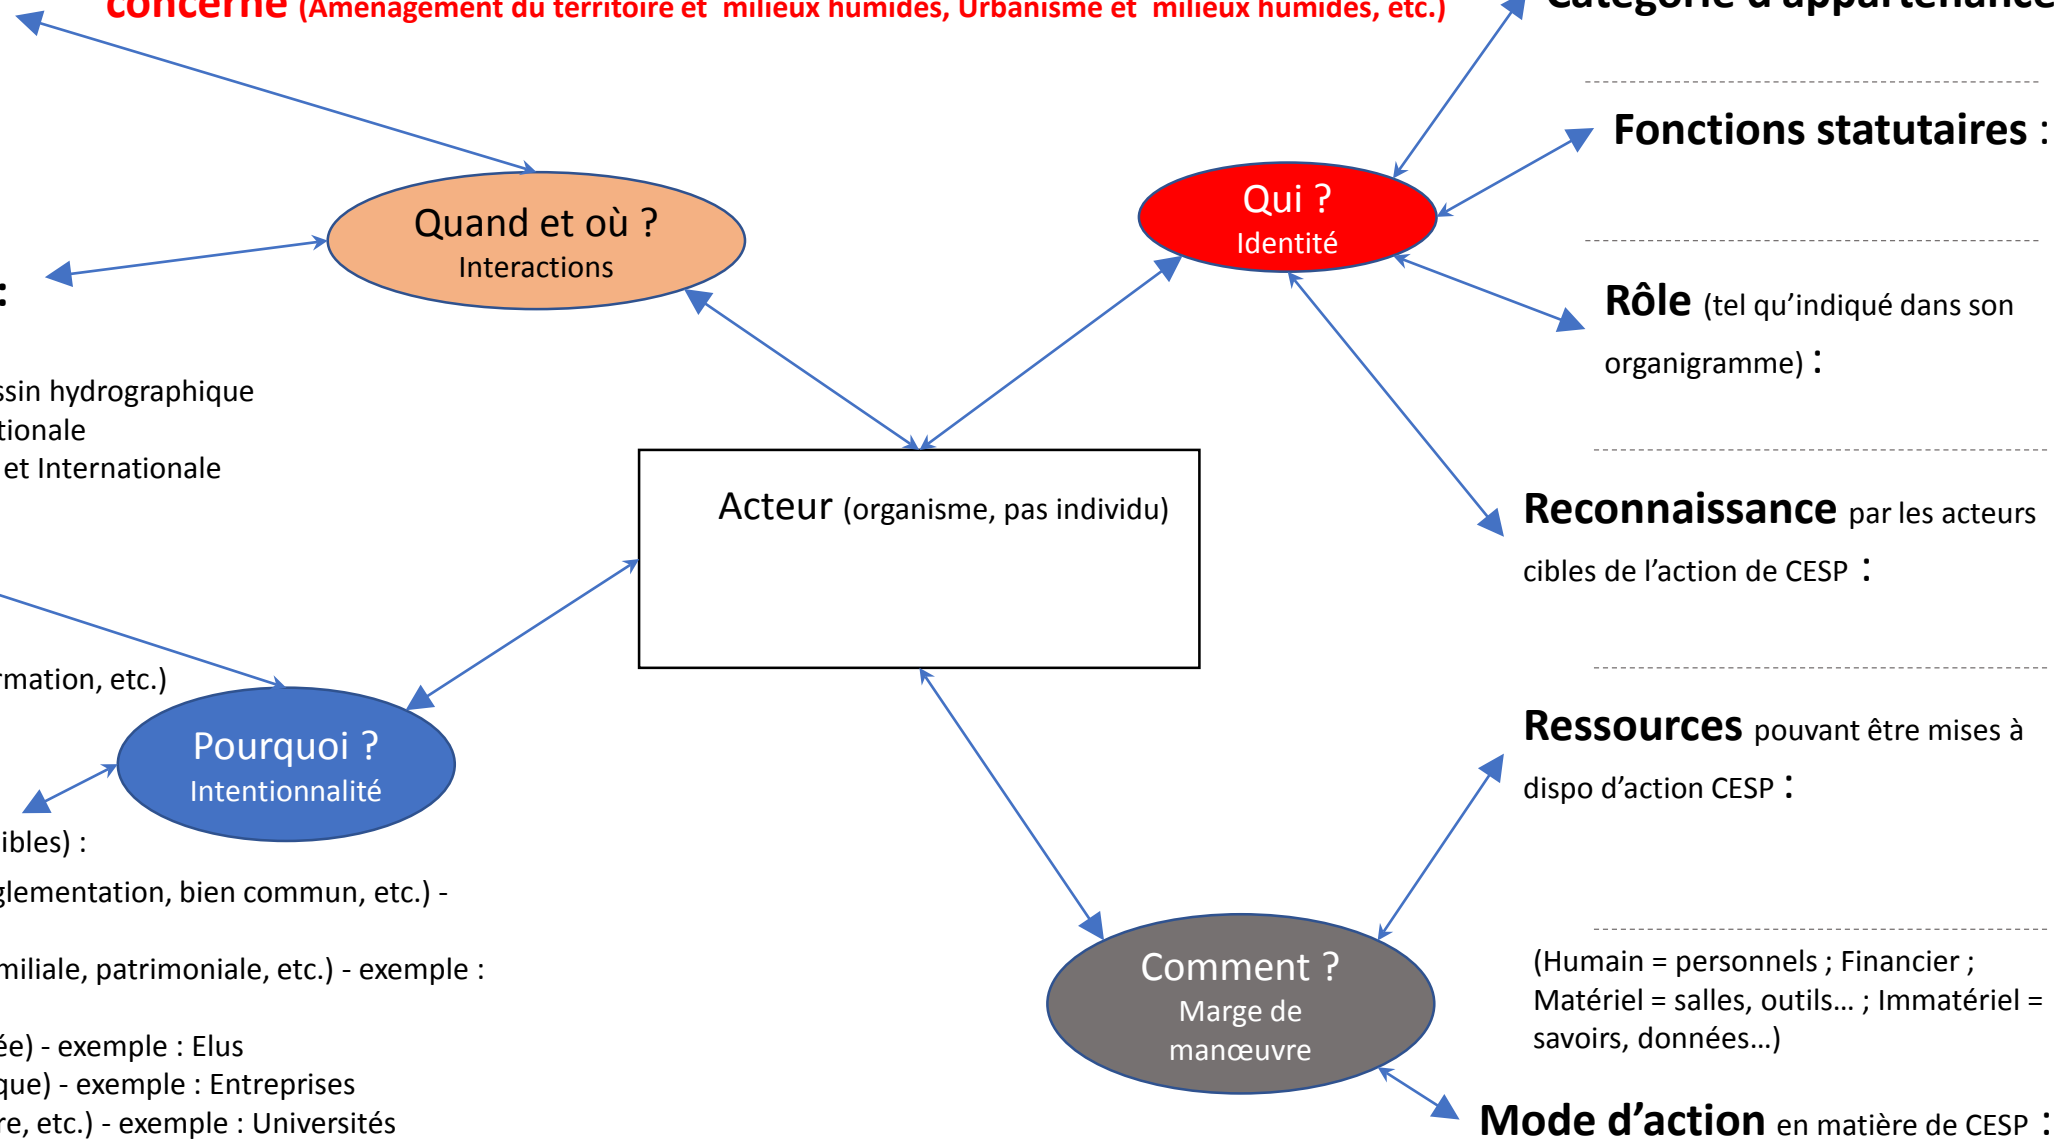 concerné (Aménagement du territoire et milieux humides, Urbanisme et milieux humides, etc.)
Catégorie d'appartenance
Fonctions statutaires :
Quand et où ?
Interactions
Qui ?
Identité
:
Rôle (tel qu'indiqué dans son
organigramme) :
ssin hydrographique
tionale
et Internationale
Acteur (organisme, pas individu)
Reconnaissance par les acteurs
cibles de l'action de CESP :
rmation, etc.)
Pourquoi ?
Intentionnalité
Ressources pouvant être mises à
dispo d'action CESP :
ibles) :
glementation, bien commun, etc.) -
miliale, patrimoniale, etc.) - exemple :
ée) - exemple : Elus
que) - exemple : Entreprises
re, etc.) - exemple : Universités
Comment ?
Marge de
manœuvre
(Humain = personnels ; Financier ;
Matériel = salles, outils... ; Immatériel =
savoirs, données...)
Mode d'action en matière de CESP :